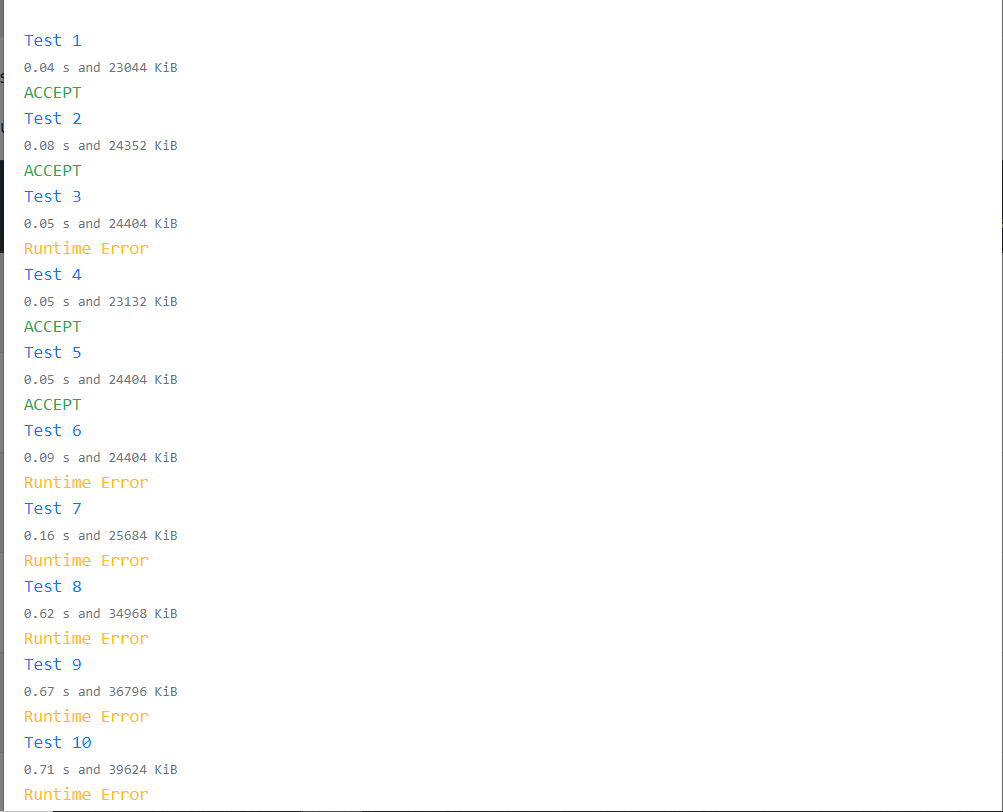 Test 1
0.04 s and 23044 KiB
ACCEPT
Test 2
0.08 s and 24352 KiB
ACCEPT
Test 3
0.05 s and 24404 KiB
Runtime Error
Test 4
0.05 s and 23132 KiB
ACCEPT
Test 5
0.05 s and 24404 KiB
ACCEPT
Test 6
0.09 s and 24404 KiB
Runtime Error
Test 7
0.16 s and 25684 KiB
Runtime Error
Test 8
0.62 s and 34968 KiB
Runtime Error
Test 9
0.67 s and 36796 KiB
Runtime Error
Test 10
0.71 s and 39624 KiB
Runtime Error